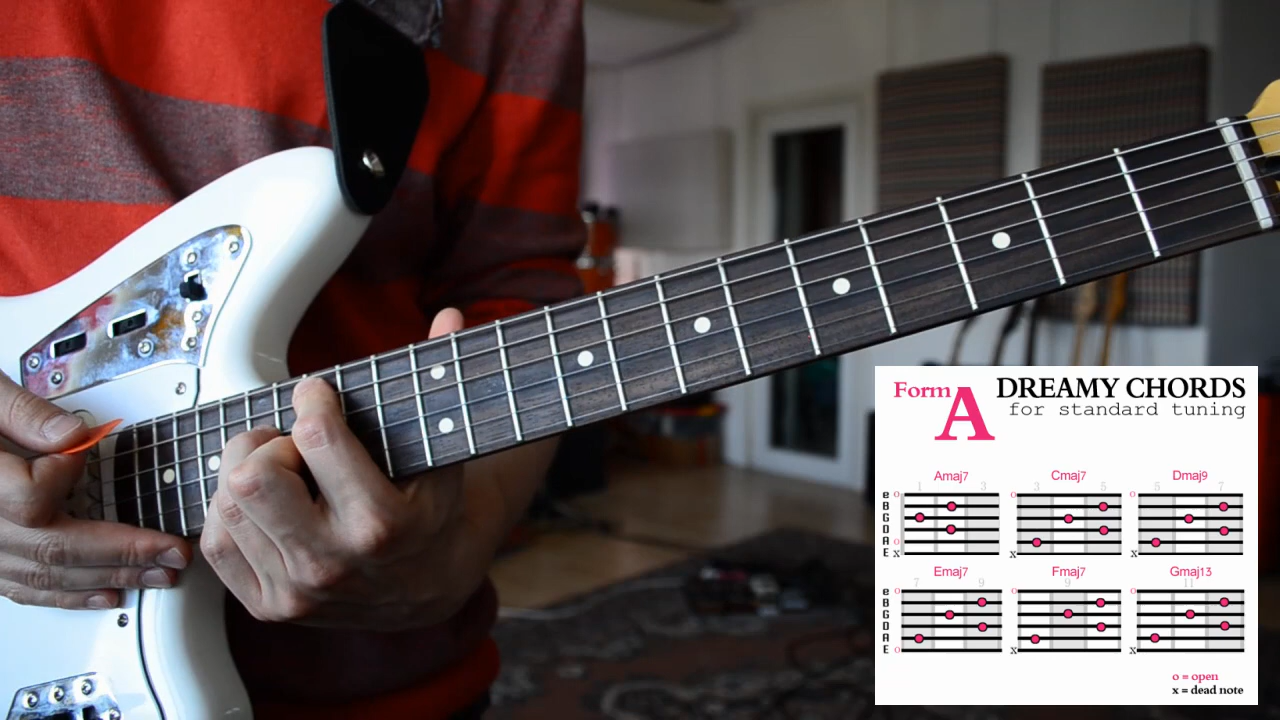 Form A DREAMY CHORDS
for standard tuning
Amaj7 Cmaj7 Dmaj9
1 3 3 5 5 7
e o o o
B
G
D
A o
E x x x
Emaj7 Fmaj7 Gmaj13
7 9 9 11
e o o o
B
G
D
A
E o x x
o = open
x = dead note